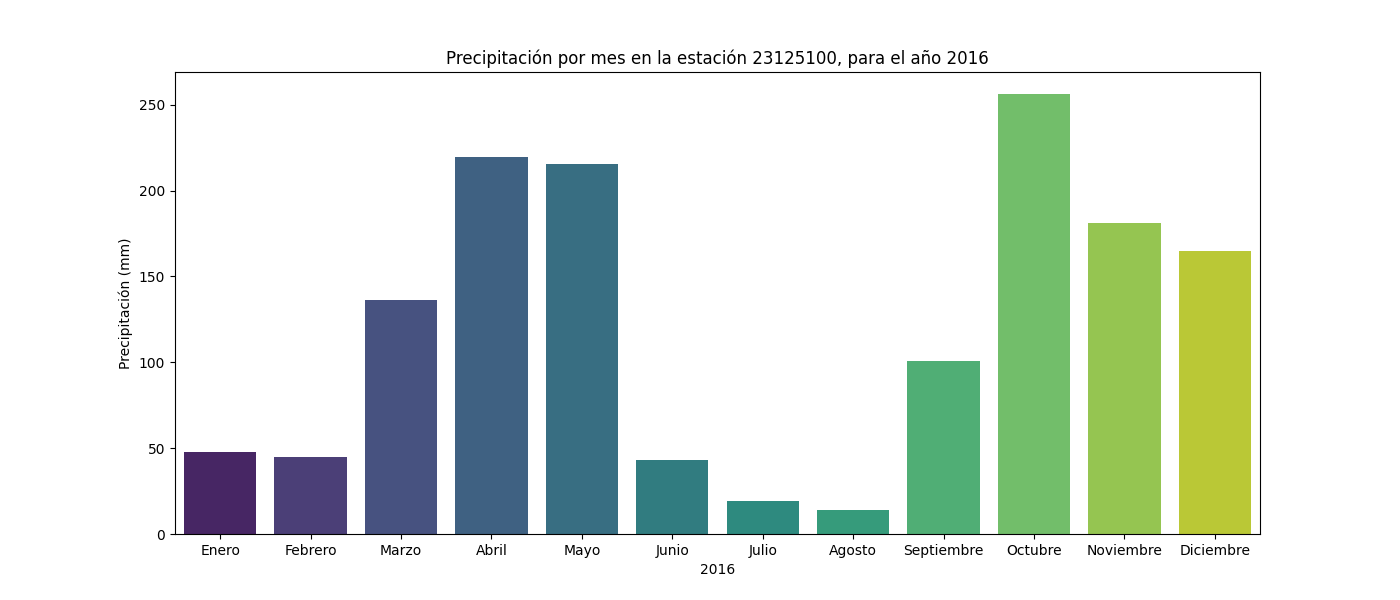 Precipitación por mes en la estación 23125100, para el año 2016
Precipitación (mm)
250
200
150
100
50
0
Enero Febrero Marzo Abril Mayo Junio Julio Agosto Septiembre Octubre Noviembre Diciembre
2016